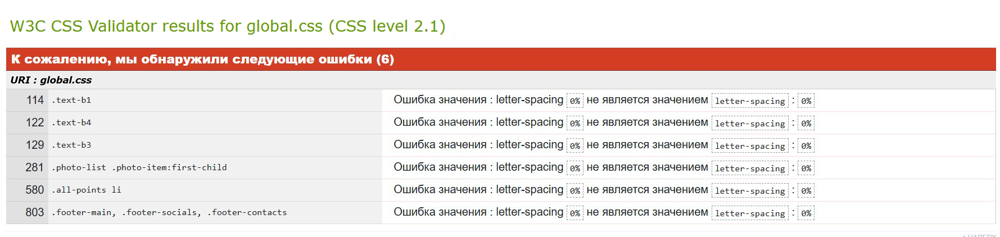 W3C CSS Validator results for global.css (CSS level 2.1)
К сожалению, мы обнаружили следующие ошибки (6)
URI : global.css
114 .text-b1 Ошибка значения : letter-spacing 0% не является значением letter-spacing : 0%
122 .text-b4 Ошибка значения : letter-spacing 0% не является значением letter-spacing : 0%
129 .text-b3 Ошибка значения : letter-spacing 0% не является значением letter-spacing : 0%
281 .photo-list .photo-item:first-child Ошибка значения : letter-spacing 0% не является значением letter-spacing : 0%
580 .all-points li Ошибка значения : letter-spacing 0% не является значением letter-spacing : 0%
803 .footer-main, .footer-socials, .footer-contacts Ошибка значения : letter-spacing 0% не является значением letter-spacing : 0%